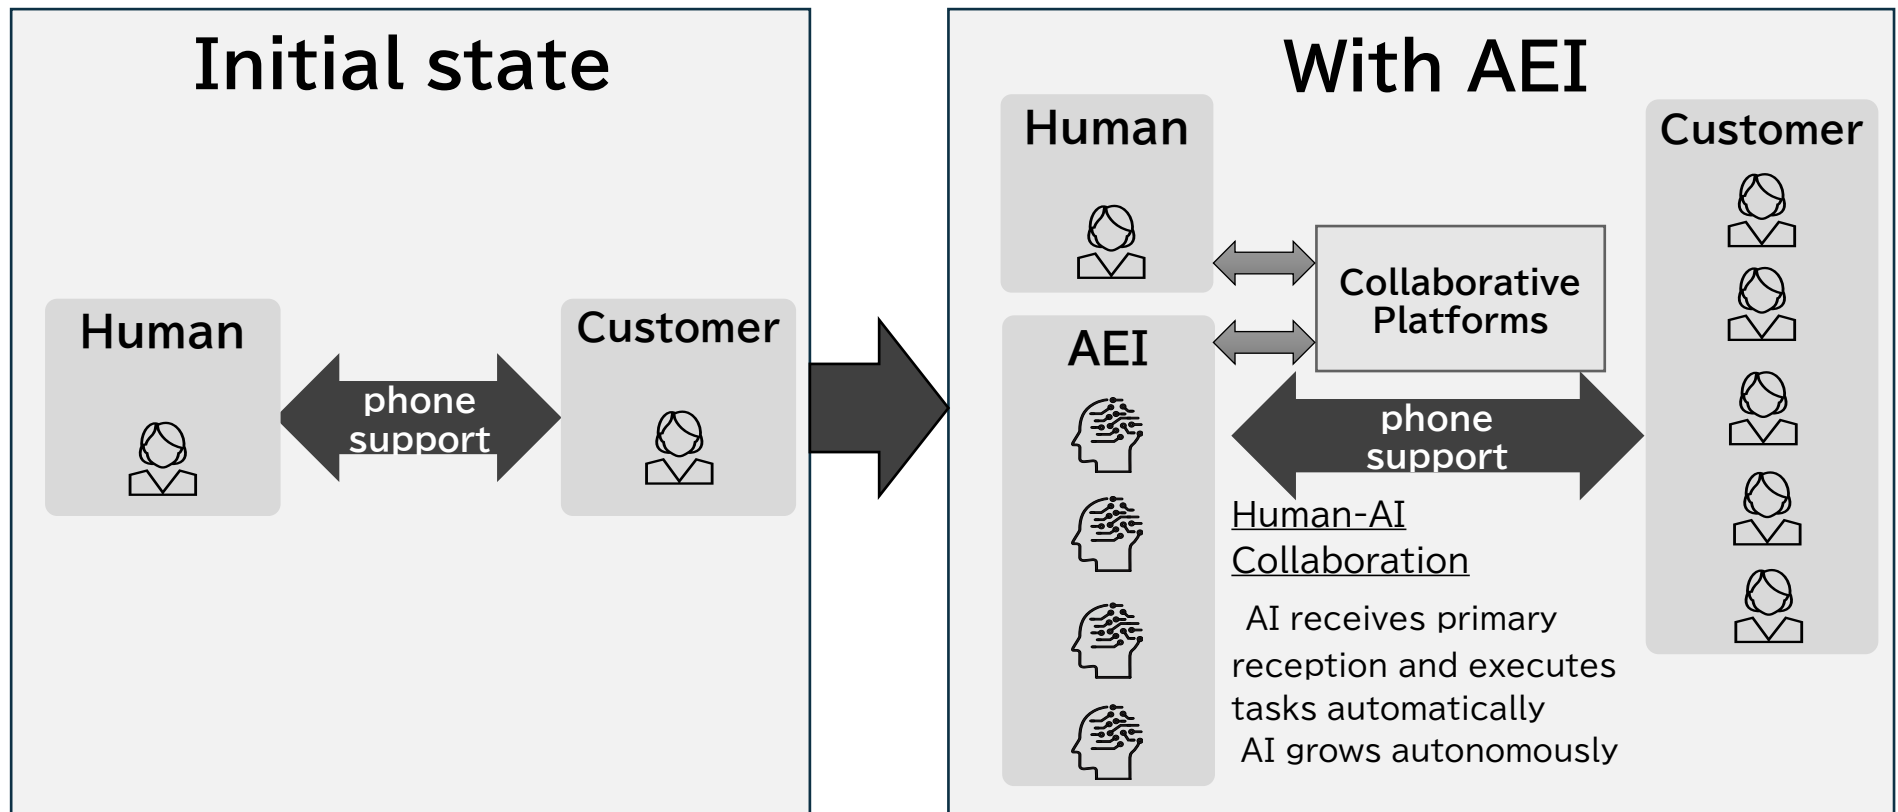 Initial state
Human
phone
support
Customer
With AEI
Human
Customer
Collaborative
Platforms
AEI
phone
support
Human-AI
Collaboration
AI receives primary
reception and executes
tasks automatically
AI grows autonomously